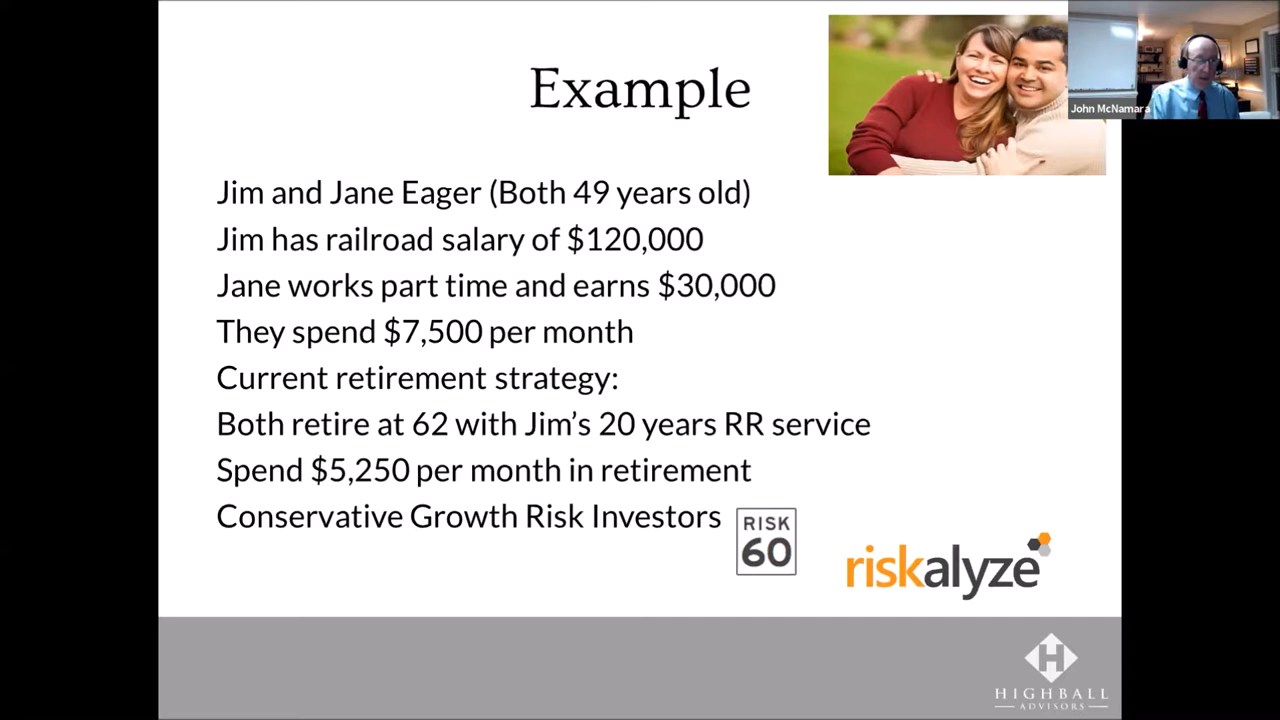 Example
John McNamara
Jim and Jane Eager (Both 49 years old)
Jim has railroad salary of $120,000
Jane works part time and earns $30,000
They spend $7,500 per month
Current retirement strategy:
Both retire at 62 with Jim’s 20 years RR service
Spend $5,250 per month in retirement
Conservative Growth Risk Investors
RISK
60
riskalyze
H
HIGHBALL
ADVISORS